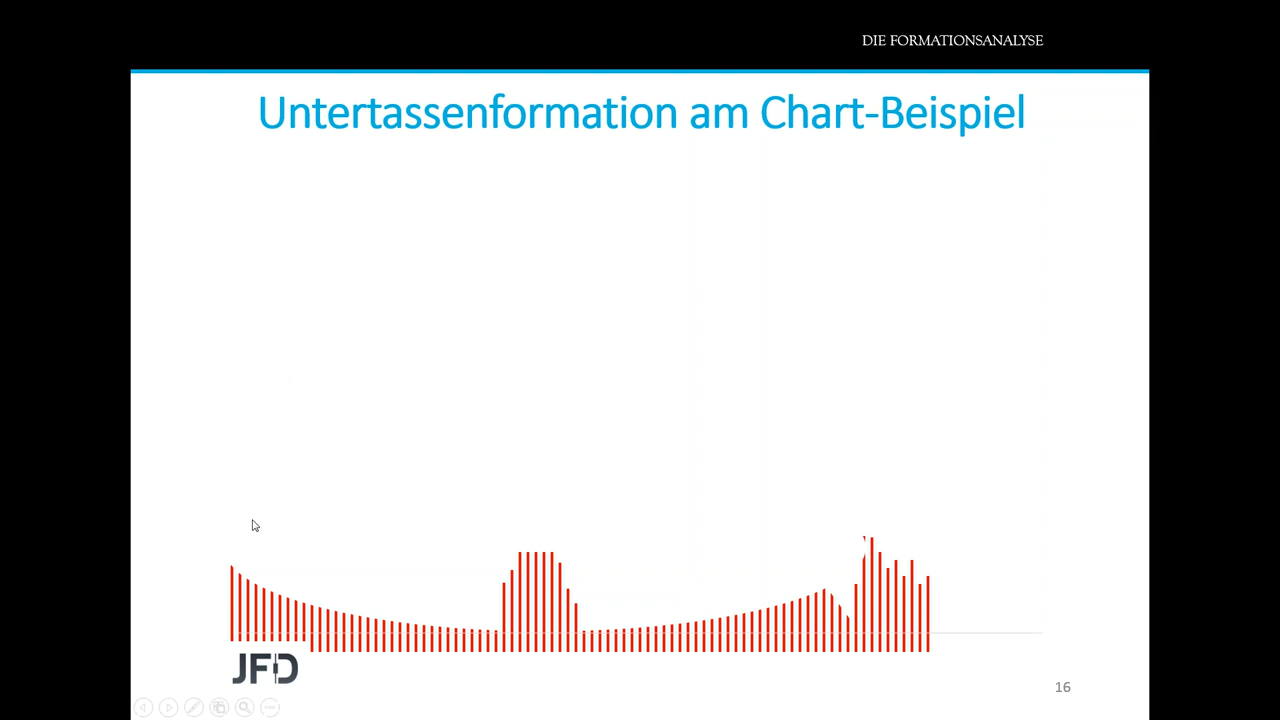 DIE FORMATIONSANALYSE
Untertassenformation am Chart-Beispiel
JFD
16